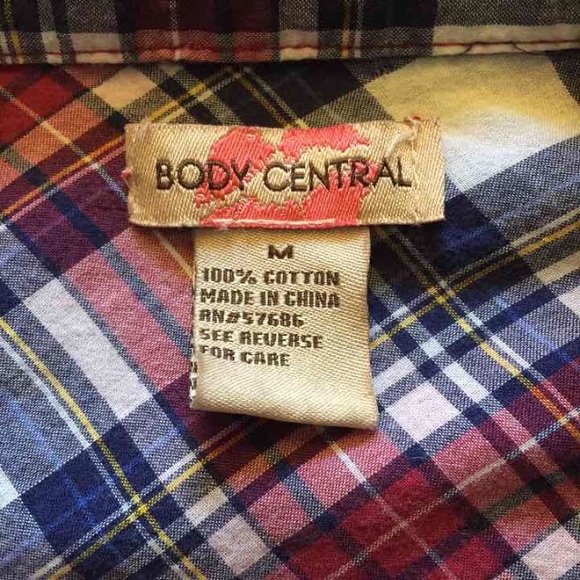 BODY CENTRAL
M
100% COTTON
MADE IN CHINA
RN#57686
SEE REVERSE
FOR CARE